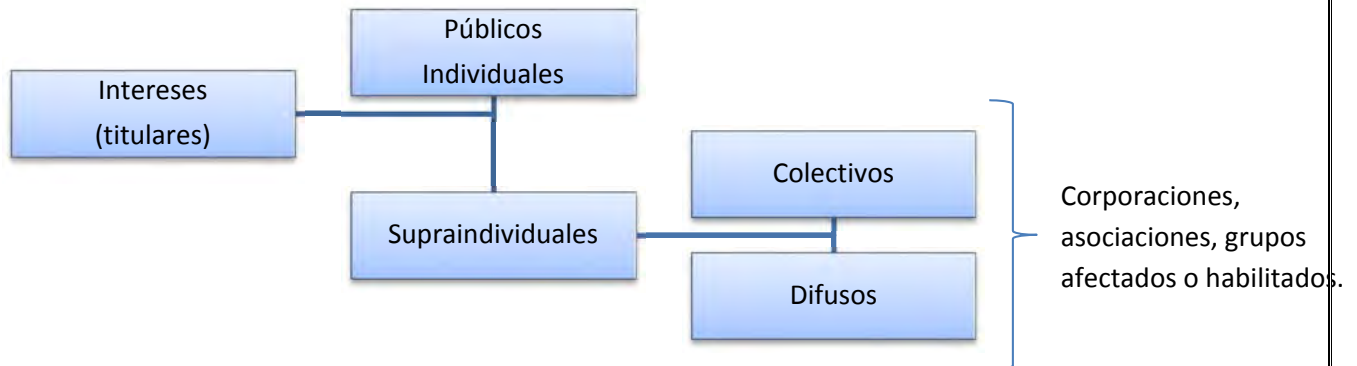 Públicos
Individuales
Intereses
(titulares)
Supraindividuales
Colectivos
Difusos
Corporaciones,
asociaciones, grupos
afectados o habilitados.